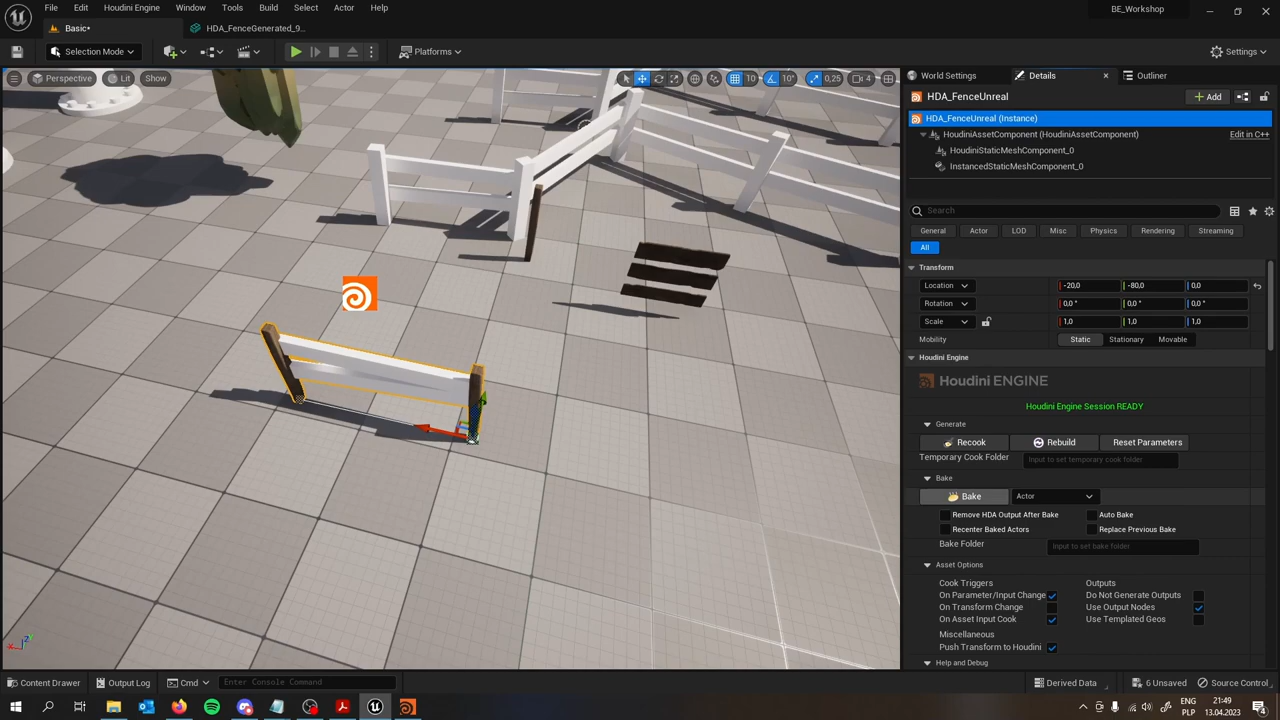 File Edit Houdini Engine Window Tools Build Select Actor Help
BE_Workshop
Basic•
HDA_FenceGenerated_9...
Selection Mode
Platforms
Settings
Perspective
Lit
Show
10
10°
0,25
4
World Settings
Details
Outliner
HDA_FenceUnreal
Add
HDA_FenceUnreal (Instance)
HoudiniAssetComponent (HoudiniAssetComponent)
Edit in C++
HoudiniStaticMeshComponent_0
InstancedStaticMeshComponent_0
Search
General Actor LOD Misc Physics Rendering Streaming
All
Transform
Location -20,0 -80,0 0,0
Rotation 0,0 ° 0,0 ° 0,0 °
Scale 1,0 1,0 1,0
Mobility Static Stationary Movable
Houdini Engine
Houdini ENGINE
Houdini Engine Session READY
Generate
Recook Rebuild Reset Parameters
Temporary Cook Folder Input to set temporary cook folder
Bake
Bake Actor
Remove HDA Output After Bake Auto Bake
Recenter Baked Actors Replace Previous Bake
Bake Folder Input to set bake folder
Asset Options
Cook Triggers Outputs
On Parameter/Input Change Do Not Generate Outputs
On Transform Change Use Output Nodes
On Asset Input Cook Use Templated Geos
Miscellaneous
Push Transform to Houdini
Help and Debug
Content Drawer Output Log Cmd Enter Console Command Derived Data 6 Unsaved Source Control
ENG 21:49
PLP 13.04.2023